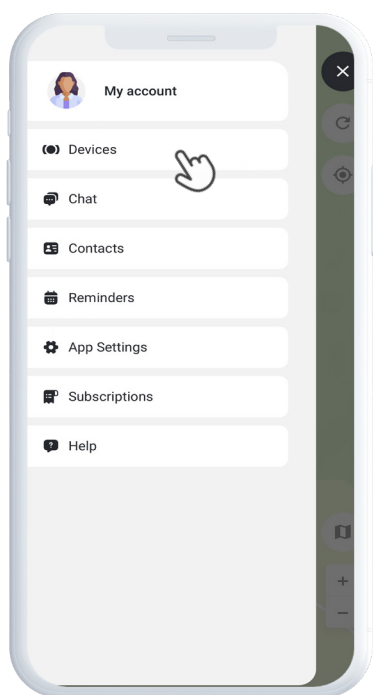 My account
Devices
Chat
Contacts
Reminders
App Settings
Subscriptions
Help